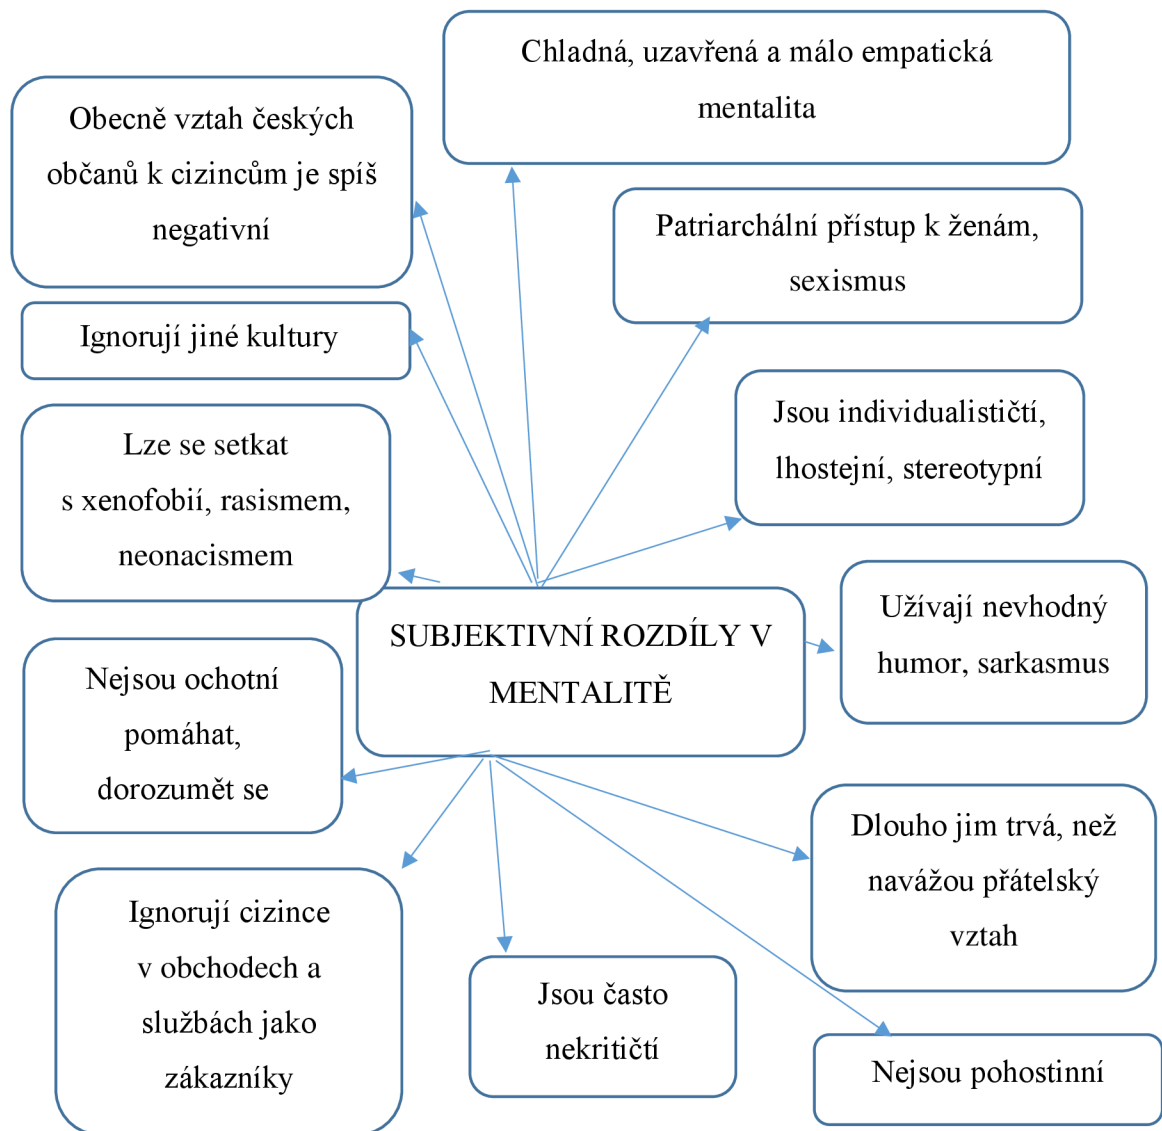 Chladná, uzavřená a málo empatická
mentalita
Obecně vztah českých
občanů k cizincům je spíš
negativní
Patriarchální přístup k ženám,
sexismus
Ignorují jiné kultury
Jsou individualističtí,
lhostejní, stereotypní
Lze se setkat
s xenofobií, rasismem,
neonacismem
Užívají nevhodný
humor, sarkasmus
SUBJEKTIVNÍ ROZDÍLY V
MENTALITĚ
Nejsou ochotní
pomáhat,
dorozumět se
Dlouho jim trvá, než
navážou přátelský
vztah
Ignorují cizince
v obchodech a
službách jako
zákazníky
Jsou často
nekritičtí
Nejsou pohostinní